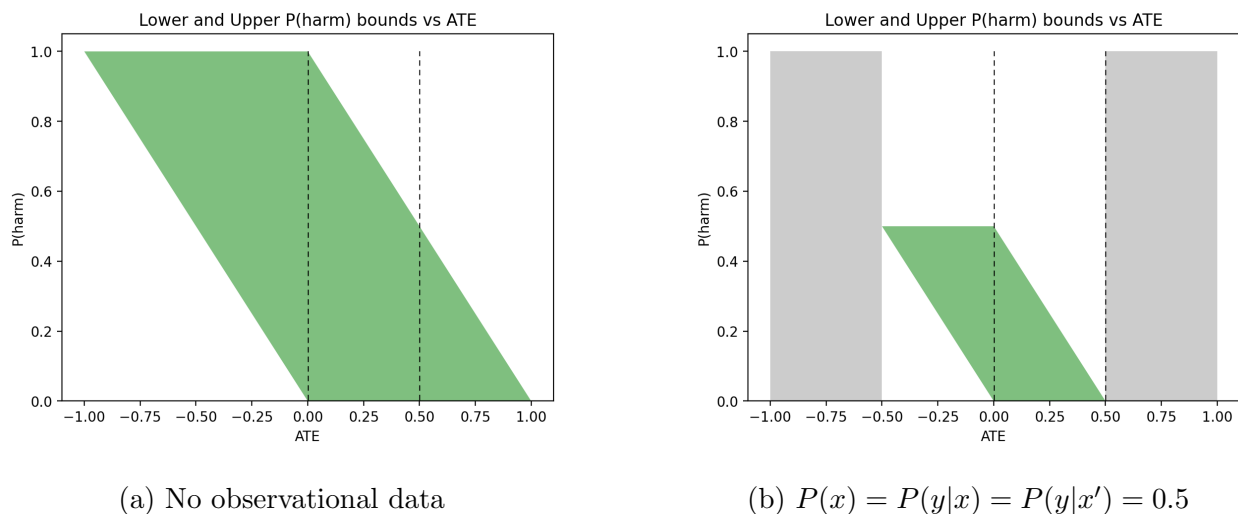 Lower and Upper P(harm) bounds vs ATE
P(harm)
1.0
0.8
0.6
0.4
0.2
0.0
−1.00 −0.75 −0.50 −0.25 0.00 0.25 0.50 0.75 1.00
ATE
(a) No observational data
Lower and Upper P(harm) bounds vs ATE
P(harm)
1.0
0.8
0.6
0.4
0.2
0.0
−1.00 −0.75 −0.50 −0.25 0.00 0.25 0.50 0.75 1.00
ATE
(b) P(x) = P(y|x) = P(y|x′) = 0.5